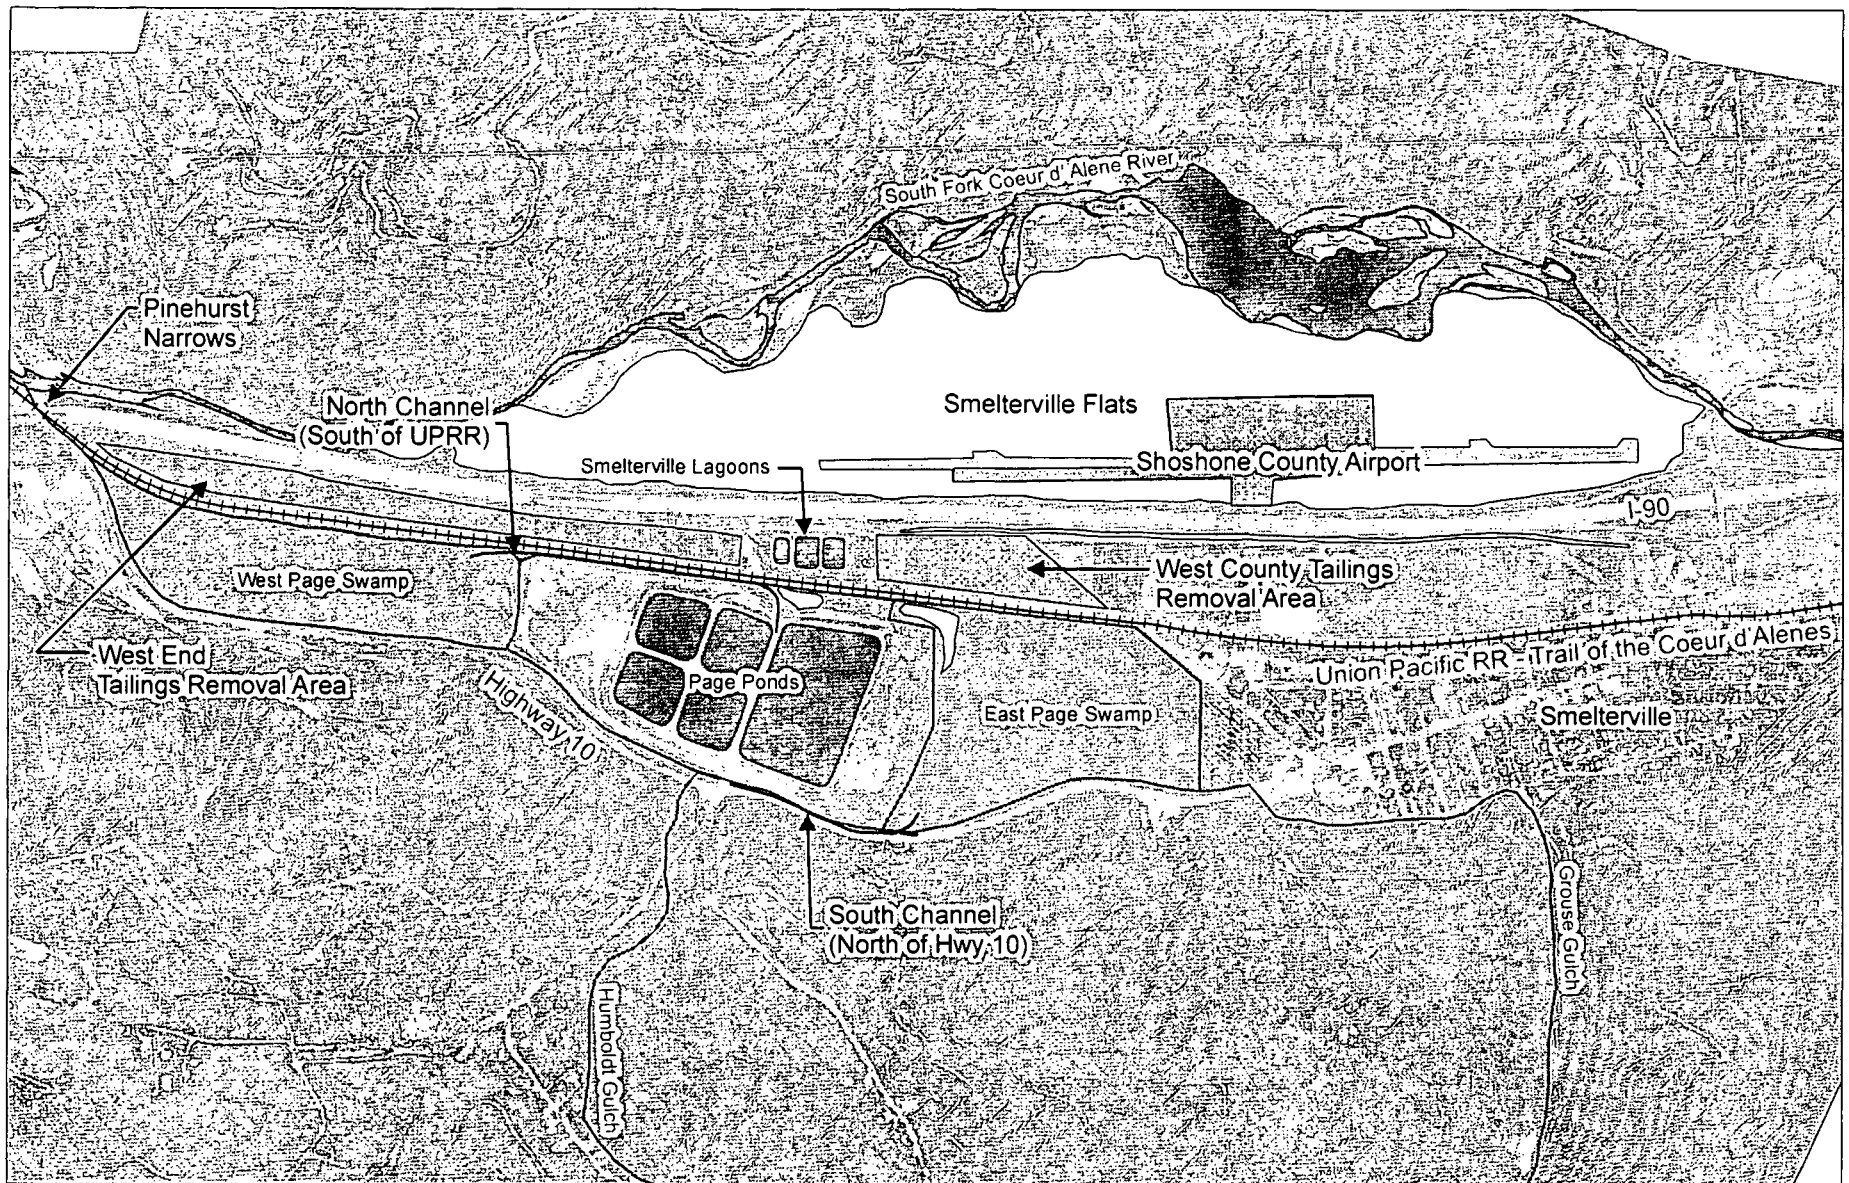 South Fork Coeur d'Alene River
Pinehurst
Narrows
North Channel
(South of UPRR)
Smelterville Flats
Smelterville Lagoons
Shoshone County Airport
I-90
West Page Swamp
West County Tailings
Removal Area
West End
Tailings Removal Area
Page Ponds
Highway 10
East Page Swamp
Union Pacific RR - Trail of the Coeur d'Alenes
Smelterville
South Channel
(North of Hwy 10)
Humboldt Gulch
Grouse Gulch